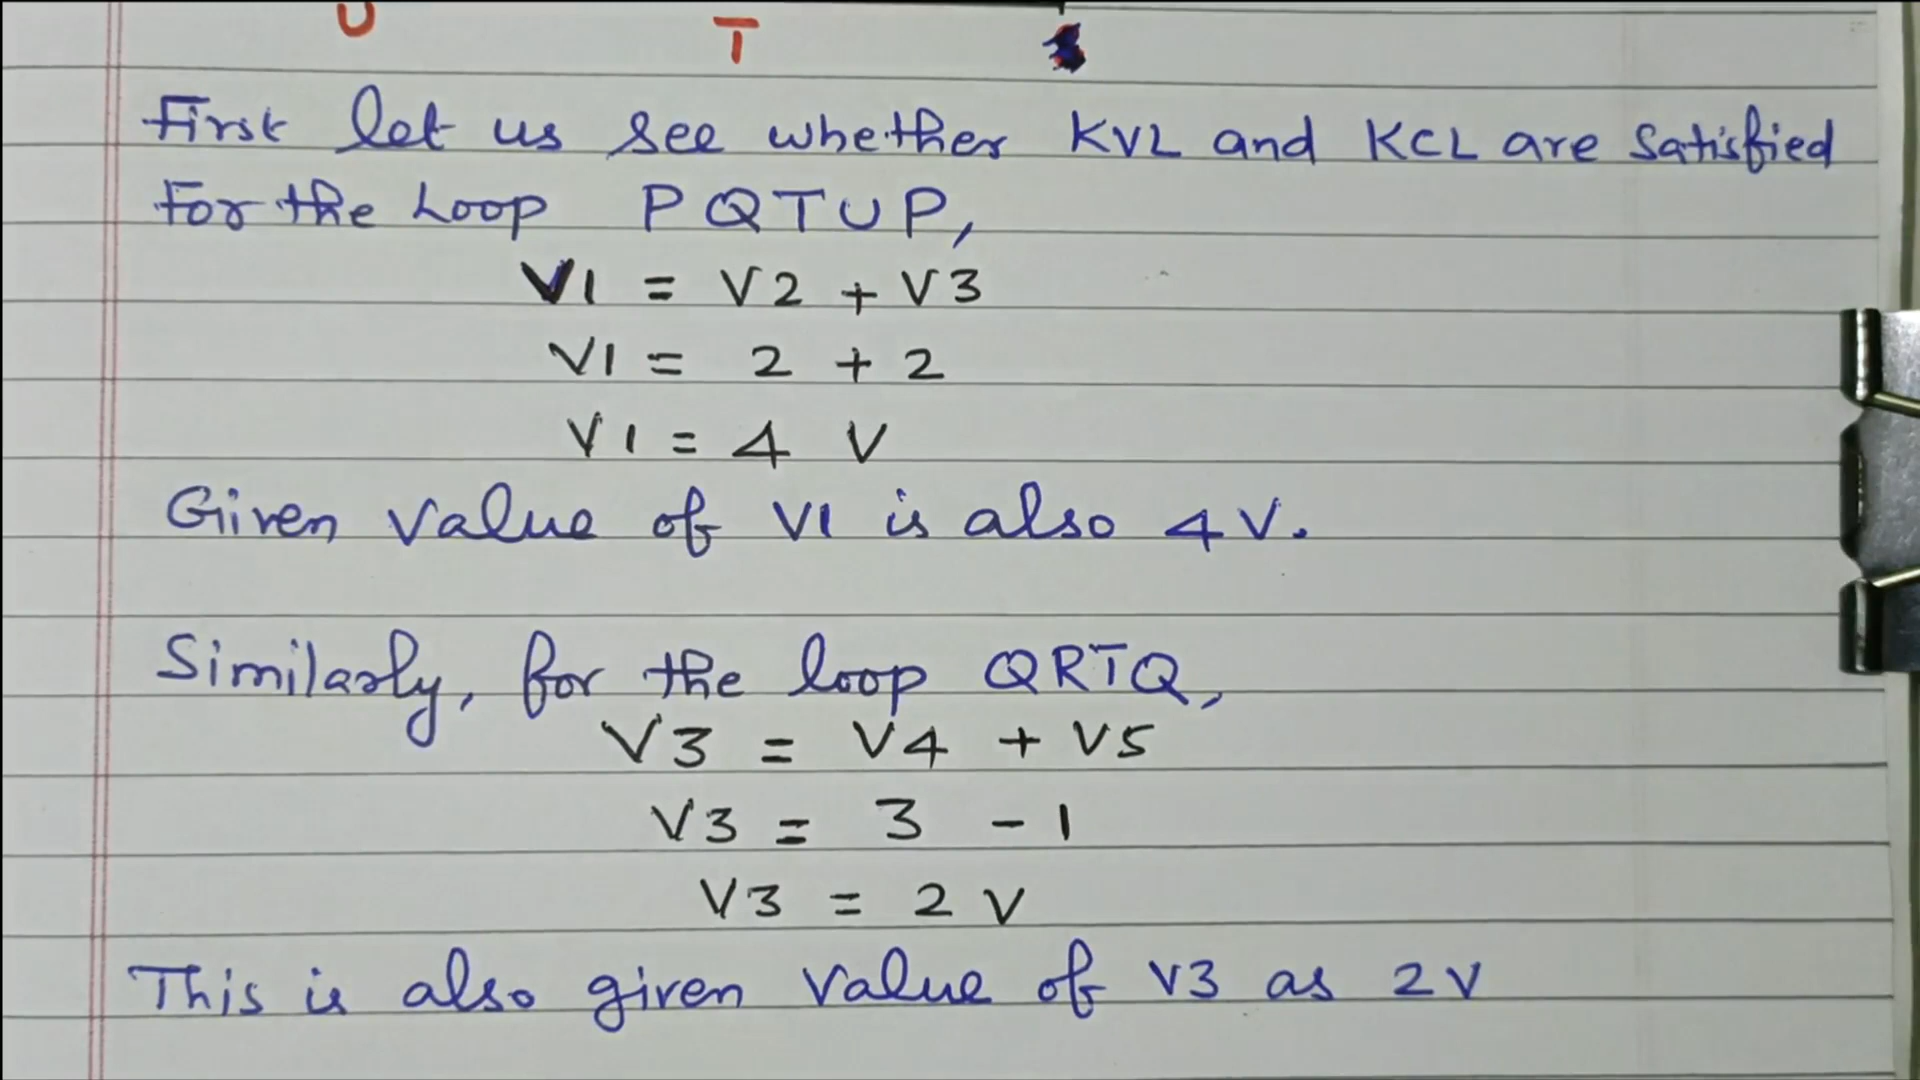 U T
First let us see whether KVL and KCL are satisfied
For the Loop PQTUP,
V1 = V2 + V3
V1 = 2 + 2
V1 = 4 V
Given value of V1 is also 4V.
Similarly, for the loop QRTQ,
V3 = V4 + V5
V3 = 3 - 1
V3 = 2 V
This is also given value of V3 as 2V